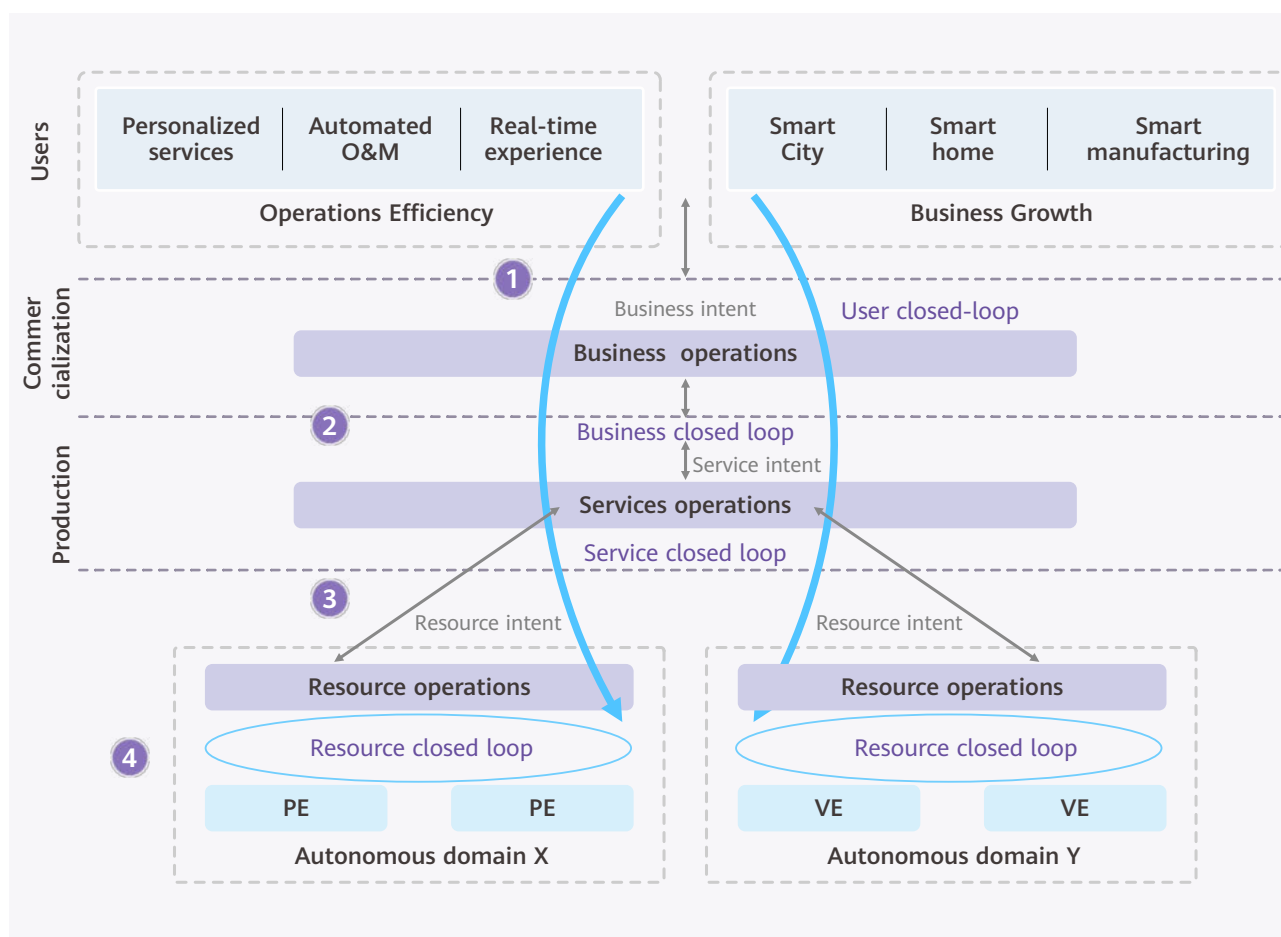 Users
Personalized
services
Automated
O&M
Real-time
experience
Operations Efficiency
Smart
City
Smart
home
Smart
manufacturing
Business Growth
1
Commer
cialization
Business intent
User closed-loop
Business operations
2
Production
Business closed loop
Service intent
Services operations
Service closed loop
3
Resource intent
Resource intent
4
Resource operations
Resource closed loop
PE
PE
Autonomous domain X
Resource operations
Resource closed loop
VE
VE
Autonomous domain Y